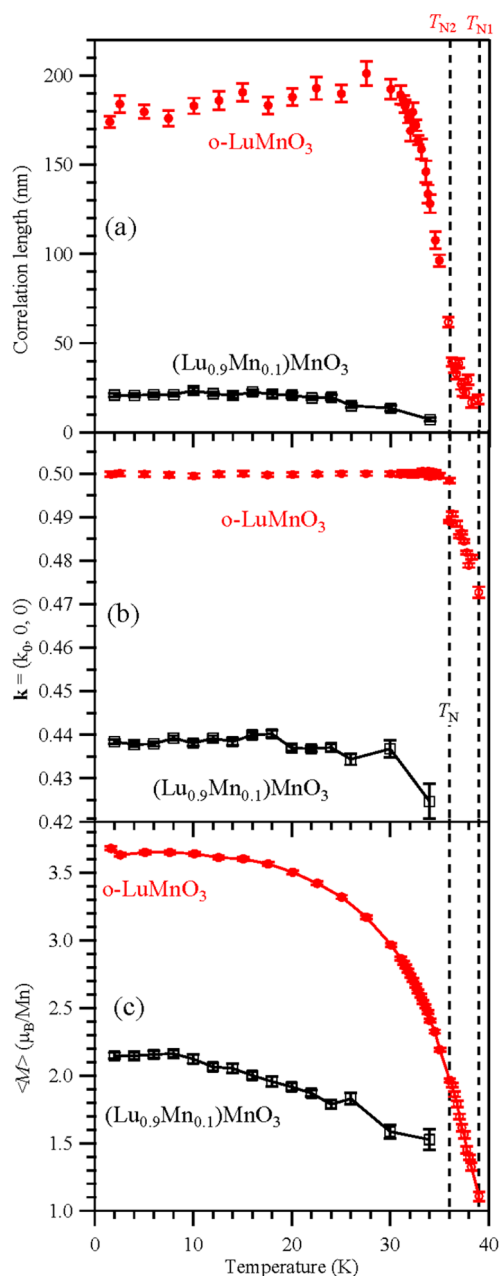 T_N2 T_N1
200
150
100
50
0
Correlation length (nm)
o-LuMnO₃
(a)
(Lu₀.₉Mn₀.₁)MnO₃
0.50
0.49
0.48
0.47
0.46
0.45
0.44
0.43
0.42
k = (k₀, 0, 0)
o-LuMnO₃
(b)
T_N
(Lu₀.₉Mn₀.₁)MnO₃
3.5
3.0
2.5
2.0
1.5
1.0
<M> (μ_B/Mn)
o-LuMnO₃
(c)
(Lu₀.₉Mn₀.₁)MnO₃
0 10 20 30 40
Temperature (K)